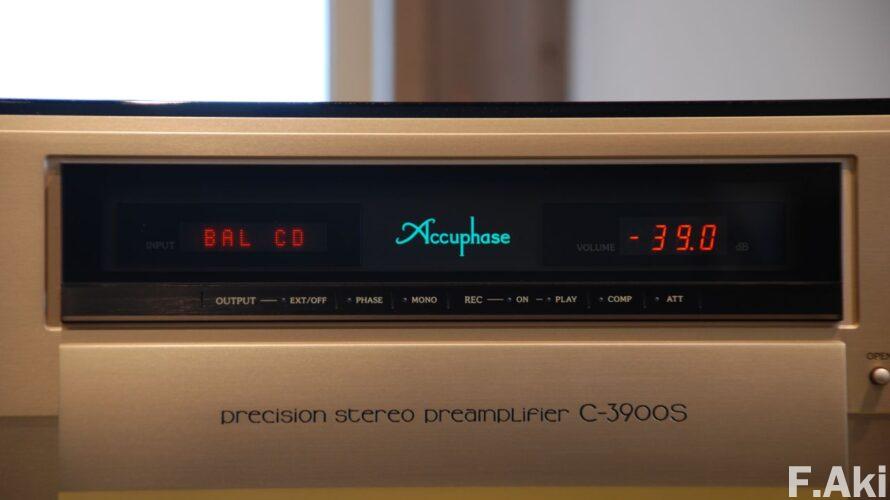 INPUT BAL CD Accuphase VOLUME -39.0 dB
OUTPUT EXT/OFF PHASE MONO REC ON PLAY COMP ATT
OPEN
precision stereo preamplifier C-3900S
F.Aki